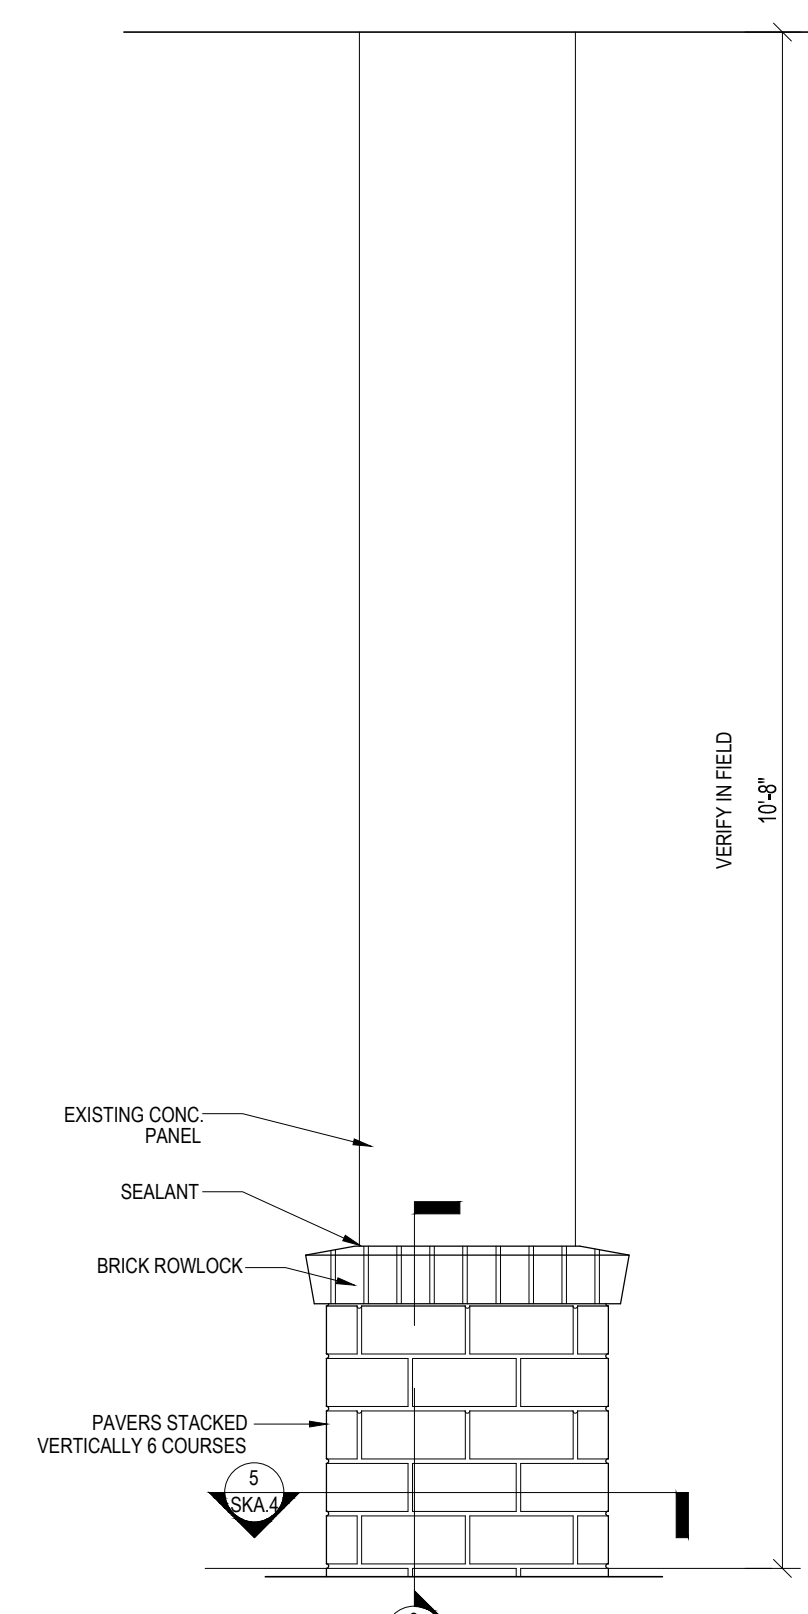 VERIFY IN FIELD
10'-8"
EXISTING CONC.
PANEL
SEALANT
BRICK ROWLOCK
PAVERS STACKED
VERTICALLY 6 COURSES
5
SKA.4